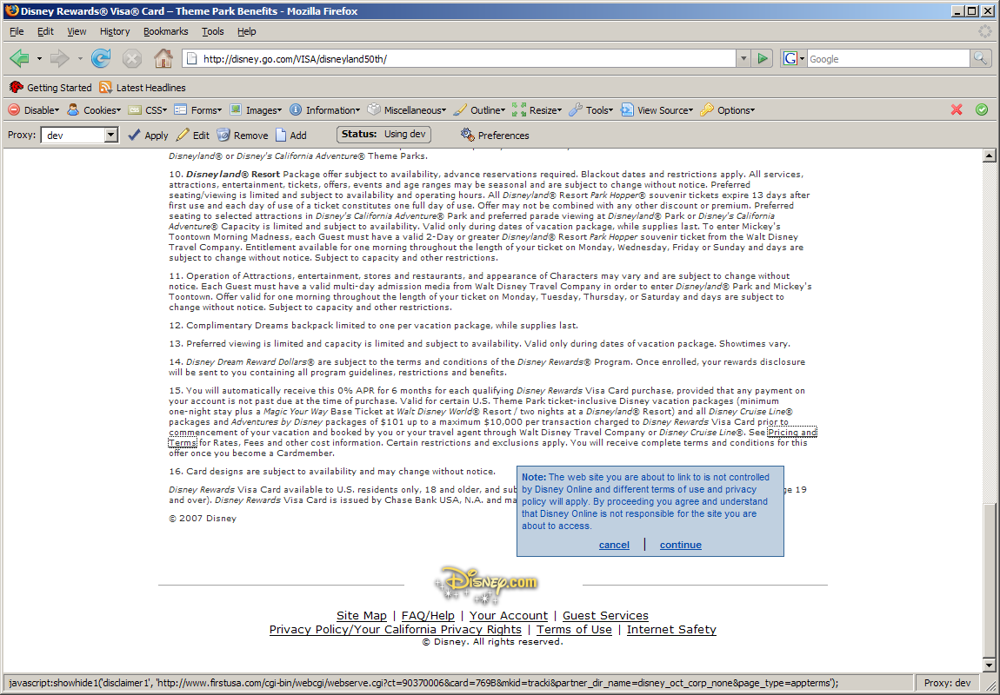 Disney Rewards® Visa® Card – Theme Park Benefits - Mozilla Firefox
File Edit View History Bookmarks Tools Help
http://disney.go.com/VISA/disneyland50th/
G Google
Getting Started Latest Headlines
Disable Cookies CSS Forms Images Information Miscellaneous Outline Resize Tools View Source Options
Proxy: dev Apply Edit Remove Add Status: Using dev Preferences
Disneyland® or Disney's California Adventure® Theme Parks.
10. Disneyland® Resort Package offer subject to availability, advance reservations required. Blackout dates and restrictions apply. All services,
attractions, entertainment, tickets, offers, events and age ranges may be seasonal and are subject to change without notice. Preferred
seating/viewing is limited and subject to availability and operating hours. All Disneyland® Resort Park Hopper® souvenir tickets expire 13 days after
first use and each day of use of a ticket constitutes one full day of use. Offer may not be combined with any other discount or premium. Preferred
seating to selected attractions in Disney's California Adventure® Park and preferred parade viewing at Disneyland® Park or Disney's California
Adventure® Capacity is limited and subject to availability. Valid only during dates of vacation package, while supplies last. To enter Mickey's
Toontown Morning Madness, each Guest must have a valid 2-Day or greater Disneyland® Resort Park Hopper souvenir ticket from the Walt Disney
Travel Company. Entitlement available for one morning throughout the length of your ticket on Monday, Wednesday, Friday or Sunday and days are
subject to change without notice. Subject to capacity and other restrictions.
11. Operation of Attractions, entertainment, stores and restaurants, and appearance of Characters may vary and are subject to change without
notice. Each Guest must have a valid multi-day admission media from Walt Disney Travel Company in order to enter Disneyland® Park and Mickey's
Toontown. Offer valid for one morning throughout the length of your ticket on Monday, Tuesday, Thursday, or Saturday and days are subject to
change without notice. Subject to capacity and other restrictions.
12. Complimentary Dreams backpack limited to one per vacation package, while supplies last.
13. Preferred viewing is limited and capacity is limited and subject to availability. Valid only during dates of vacation package. Showtimes vary.
14. Disney Dream Reward Dollars® are subject to the terms and conditions of the Disney Rewards® Program. Once enrolled, your rewards disclosure
will be sent to you containing all program guidelines, restrictions and benefits.
15. You will automatically receive this 0% APR for 6 months for each qualifying Disney Rewards Visa Card purchase, provided that any payment on
your account is not past due at the time of purchase. Valid for certain U.S. Theme Park ticket-inclusive Disney vacation packages (minimum
one-night stay plus a Magic Your Way Base Ticket at Walt Disney World® Resort / two nights at a Disneyland® Resort) and all Disney Cruise Line®
packages and Adventures by Disney packages of $101 up to a maximum $10,000 per transaction charged to Disney Rewards Visa Card prior to
commencement of your vacation and booked by you or your travel agent through Walt Disney Travel Company or Disney Cruise Line®. See Pricing and
Terms for Rates, Fees and other cost information. Certain restrictions and exclusions apply. You will receive complete terms and conditions for this
offer once you become a Cardmember.
16. Card designs are subject to availability and may change without notice.
Disney Rewards Visa Card available to U.S. residents only, 18 and older, and sub ge 19
and over). Disney Rewards Visa Card is issued by Chase Bank USA, N.A. and ma
© 2007 Disney
Note: The web site you are about to link to is not controlled
by Disney Online and different terms of use and privacy
policy will apply. By proceeding you agree and understand
that Disney Online is not responsible for the site you are
about to access.
cancel | continue
Disney.com
Site Map | FAQ/Help | Your Account | Guest Services
Privacy Policy/Your California Privacy Rights | Terms of Use | Internet Safety
© Disney. All rights reserved.
javascript:showhide1('disclaimer1', 'http://www.firstusa.com/cgi-bin/webcgi/webserve.cgi?ct=90370006&card=769B&mkid=tracki&partner_dir_name=disney_oct_corp_none&page_type=appterms'); Proxy: dev